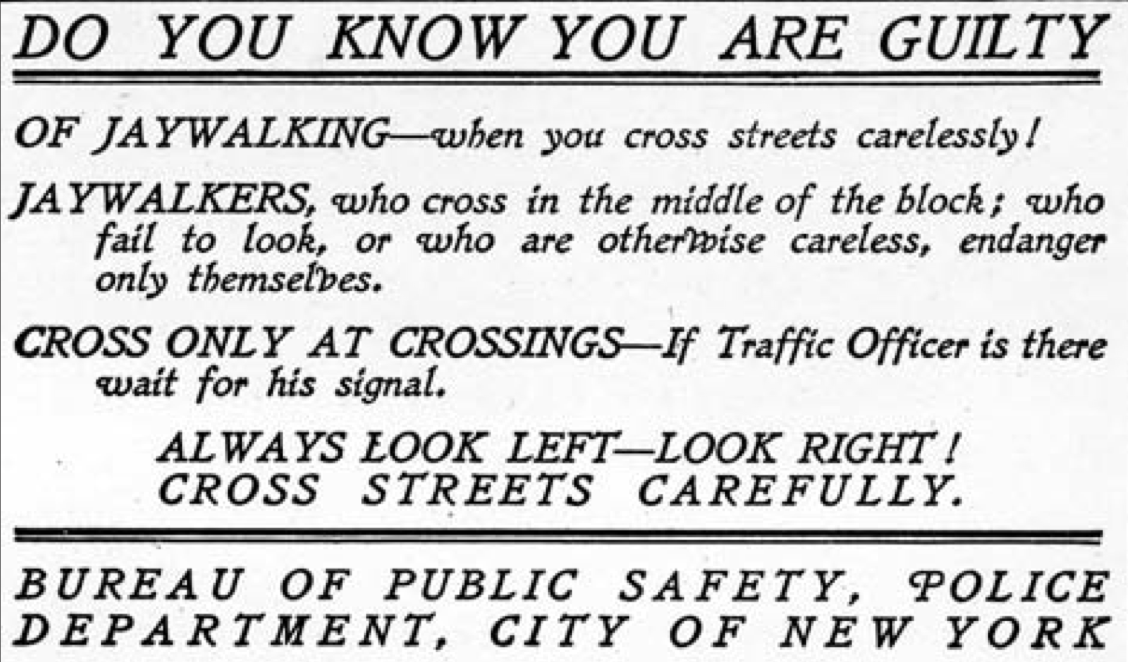 DO YOU KNOW YOU ARE GUILTY
OF JAYWALKING—when you cross streets carelessly!
JAYWALKERS, who cross in the middle of the block; who
fail to look, or who are otherwise careless, endanger
only themselves.
CROSS ONLY AT CROSSINGS—If Traffic Officer is there
wait for his signal.
ALWAYS LOOK LEFT—LOOK RIGHT!
CROSS STREETS CAREFULLY.
BUREAU OF PUBLIC SAFETY, POLICE
DEPARTMENT, CITY OF NEW YORK